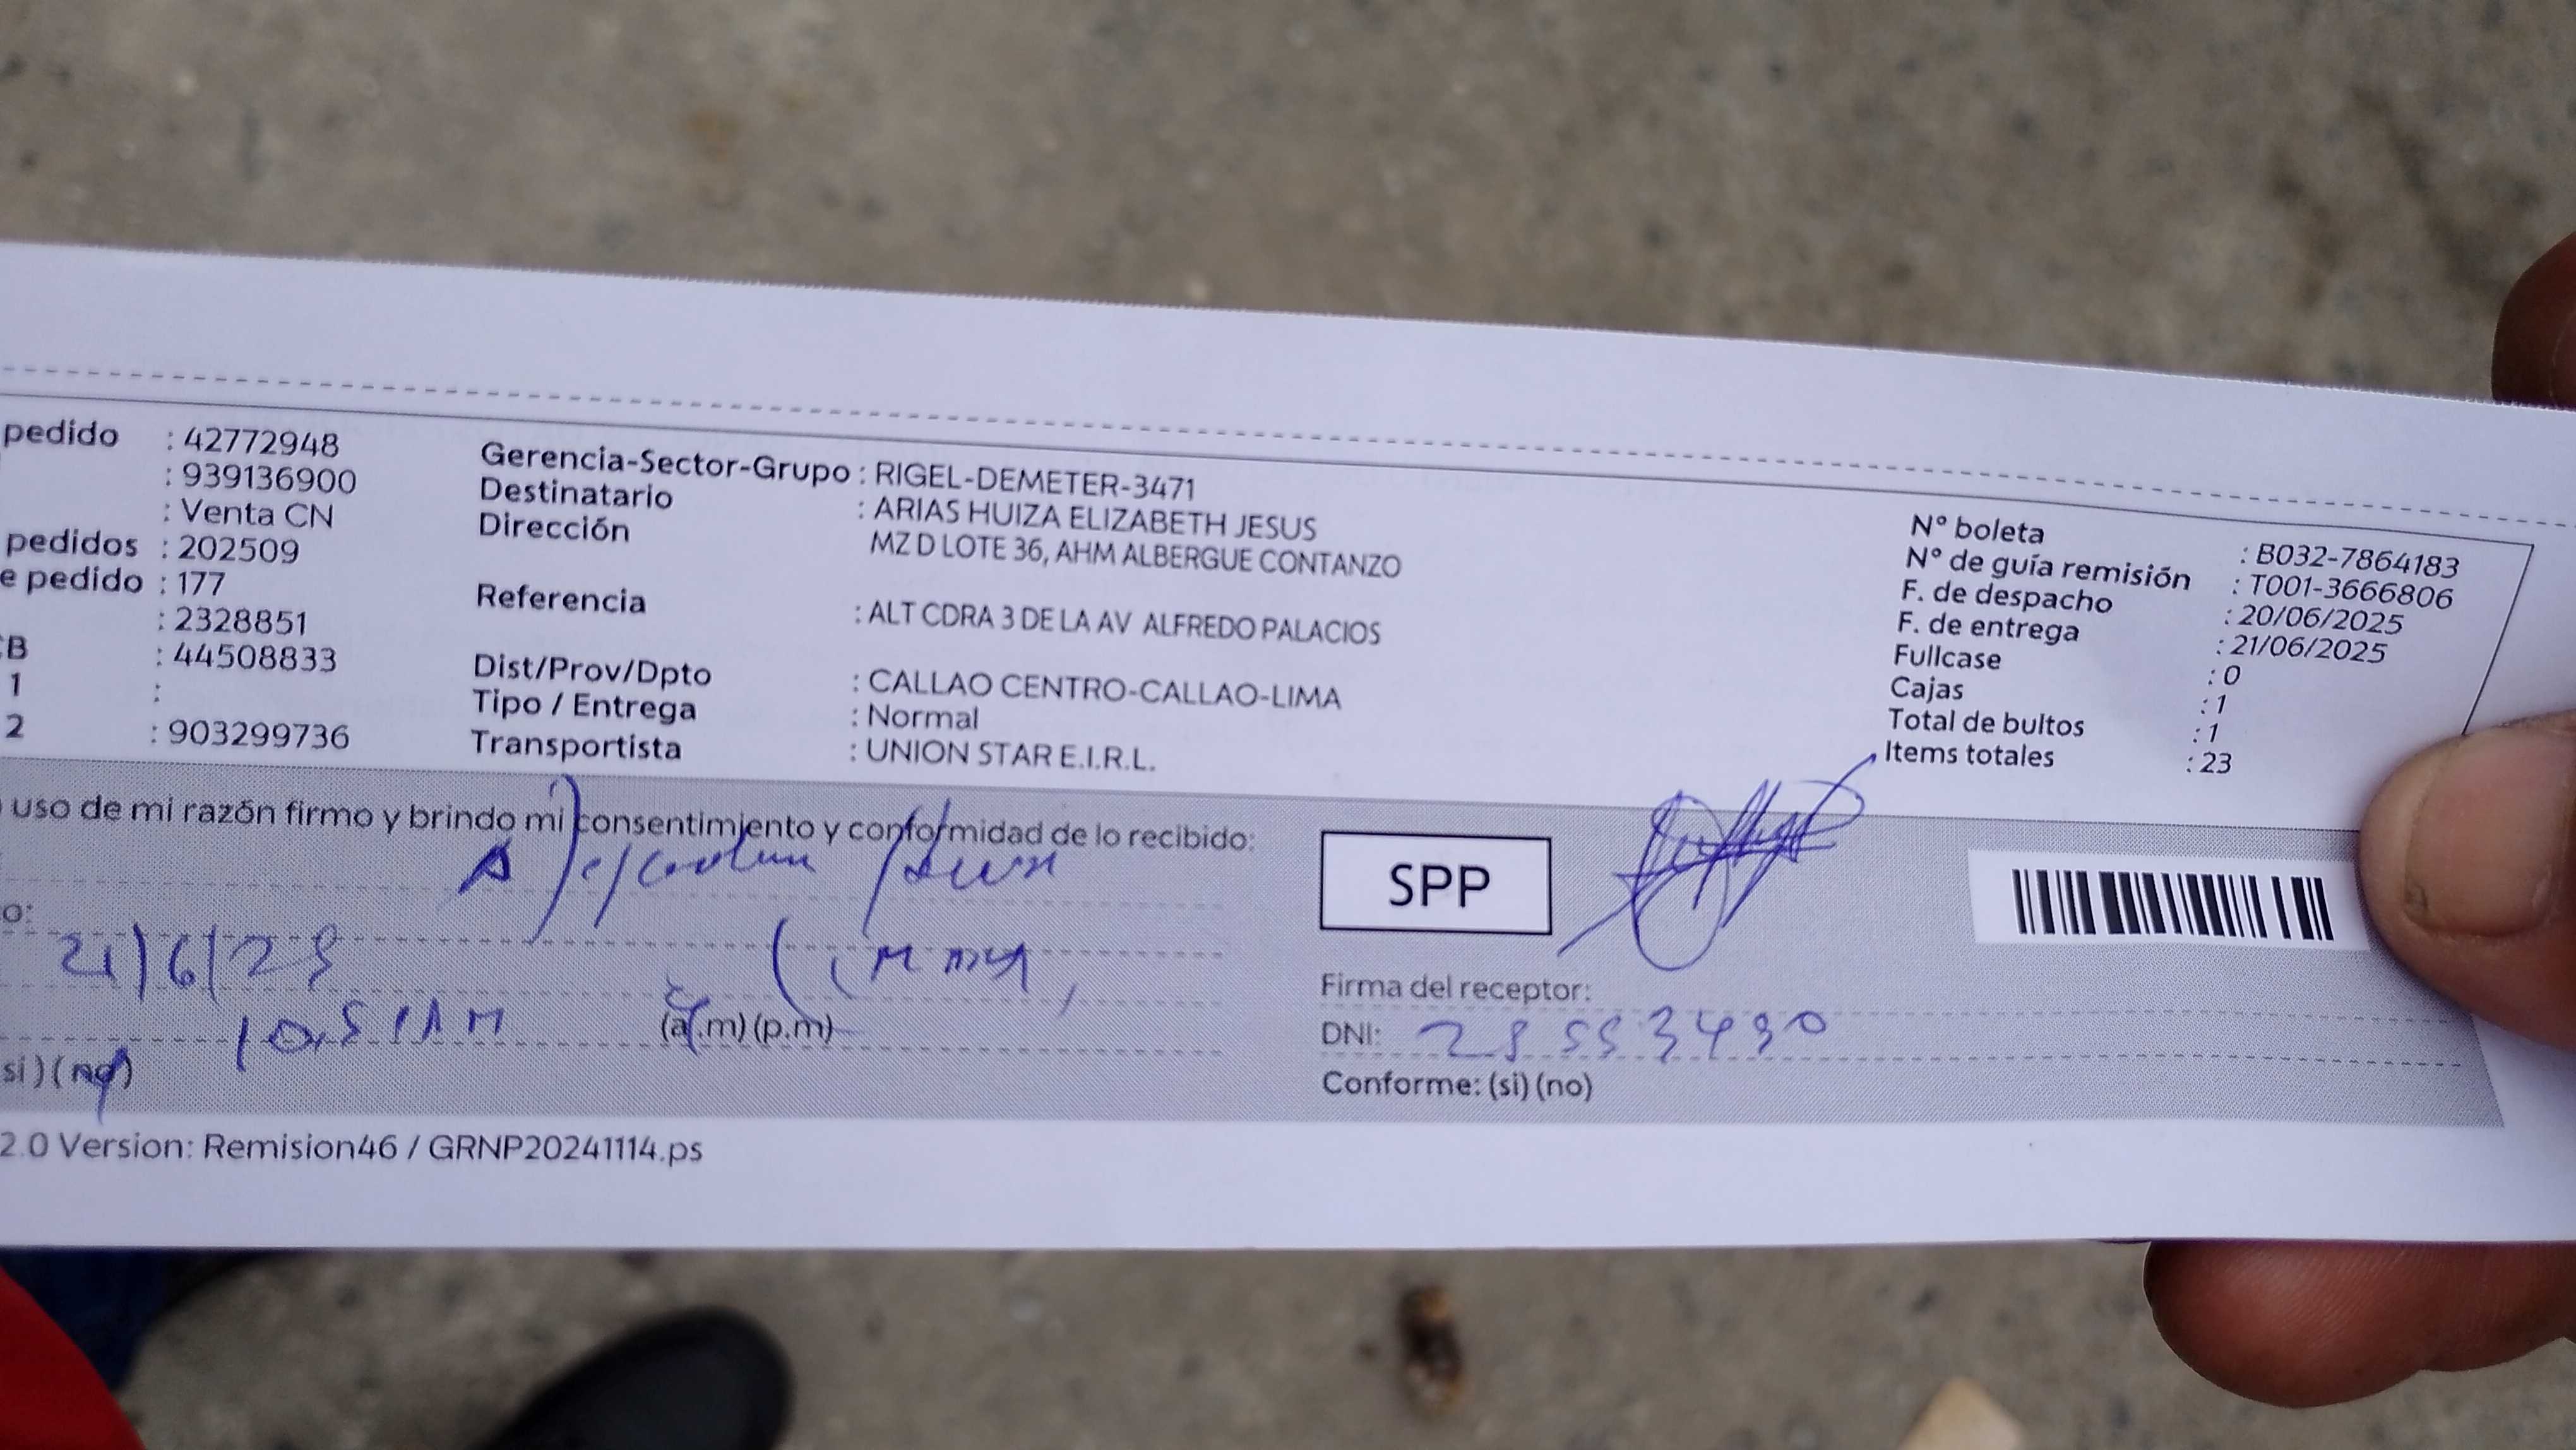 pedido : 42772948
: 939136900
: Venta CN
pedidos : 202509
e pedido : 177
: 2328851
B : 44508833
1 :
2 : 903299736
Gerencia-Sector-Grupo : RIGEL-DEMETER-3471
Destinatario : ARIAS HUIZA ELIZABETH JESUS
Dirección MZ D LOTE 36, AHM ALBERGUE CONTANZO
Referencia : ALT CDRA 3 DE LA AV ALFREDO PALACIOS
Dist/Prov/Dpto : CALLAO CENTRO-CALLAO-LIMA
Tipo / Entrega : Normal
Transportista : UNION STAR E.I.R.L.
N° boleta : B032-7864183
N° de guía remisión : T001-3666806
F. de despacho : 20/06/2025
F. de entrega : 21/06/2025
Fullcase : 0
Cajas : 1
Total de bultos : 1
Items totales : 23
uso de mi razón firmo y brindo mi consentimiento y conformidad de lo recibido:
o:
21/6/25
(a.m) (p.m)
si) (no)
SPP
Firma del receptor:
DNI:
Conforme: (si) (no)
2.0 Version: Remision46 / GRNP20241114.ps